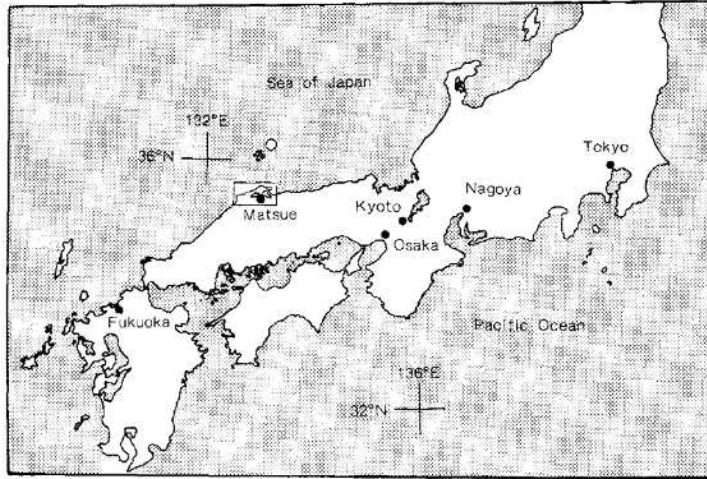 Sea of Japan
132°E
36°N
Tokyo
Matsue
Kyoto
Nagoya
Osaka
Fukuoka
Pacific Ocean
136°E
32°N